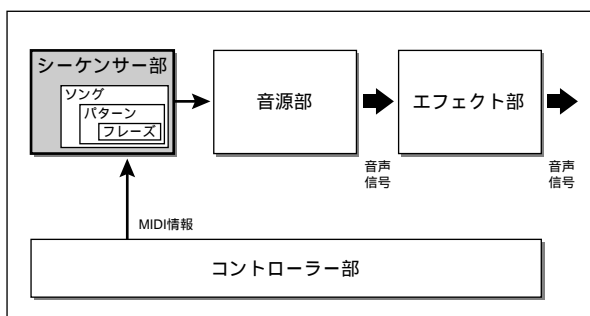 シーケンサー部
ソング
パターン
フレーズ
音源部
エフェクト部
音声
信号
音声
信号
MIDI情報
コントローラー部